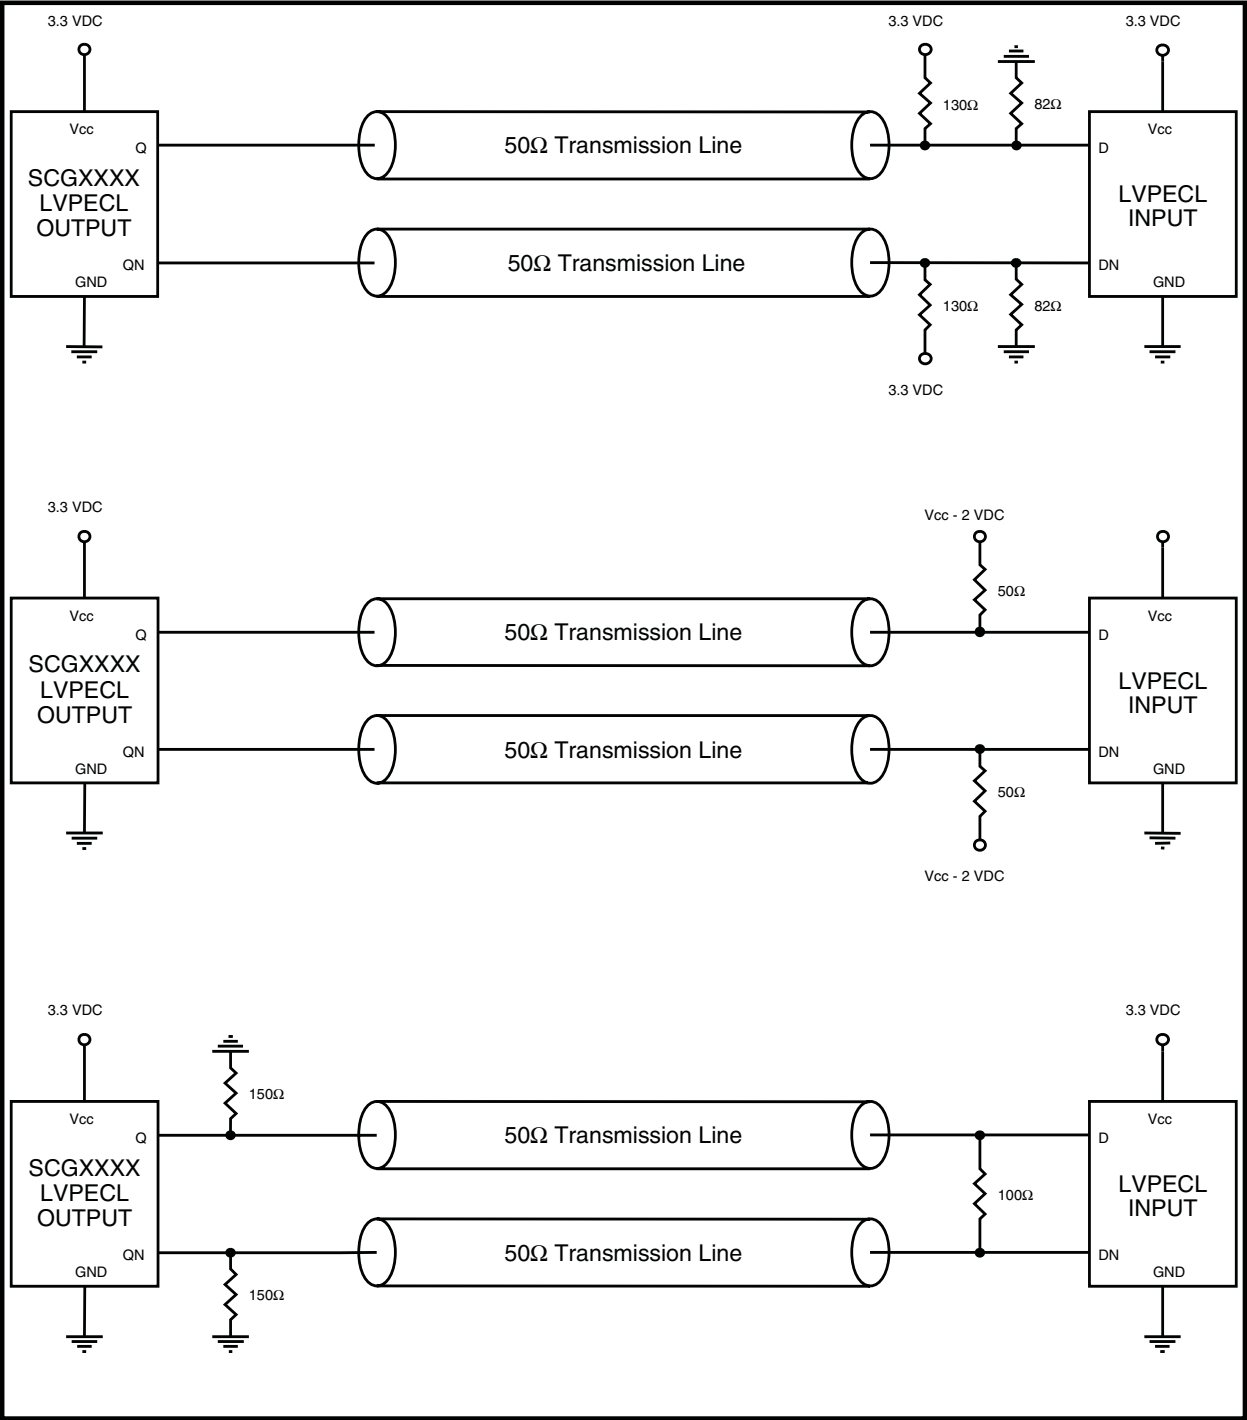 3.3 VDC
3.3 VDC
3.3 VDC
130Ω
82Ω
Vcc
Q
SCGXXXX
LVPECL
OUTPUT
QN
GND
50Ω Transmission Line
50Ω Transmission Line
Vcc
D
LVPECL
INPUT
DN
GND
130Ω
82Ω
3.3 VDC
3.3 VDC
Vcc - 2 VDC
50Ω
Vcc
Q
SCGXXXX
LVPECL
OUTPUT
QN
GND
50Ω Transmission Line
50Ω Transmission Line
Vcc
D
LVPECL
INPUT
DN
GND
50Ω
Vcc - 2 VDC
3.3 VDC
3.3 VDC
150Ω
Vcc
Q
SCGXXXX
LVPECL
OUTPUT
QN
GND
50Ω Transmission Line
50Ω Transmission Line
100Ω
Vcc
D
LVPECL
INPUT
DN
GND
150Ω